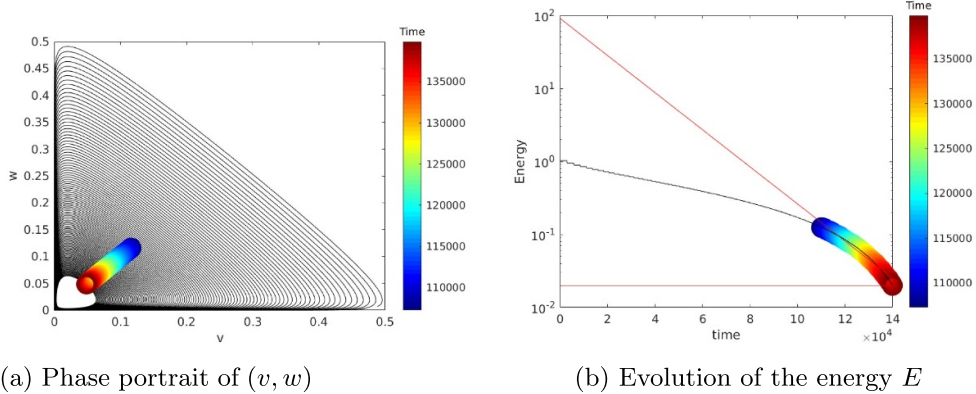 Time
0.5
0.45
0.4
0.35
0.3
0.25
0.2
0.15
0.1
0.05
0
w
0 0.1 0.2 0.3 0.4 0.5
v
135000
130000
125000
120000
115000
110000
(a) Phase portrait of (v, w)
Time
10^2
10^1
10^0
10^-1
10^-2
Energy
0 2 4 6 8 10 12 14
time
×10^4
135000
130000
125000
120000
115000
110000
(b) Evolution of the energy E